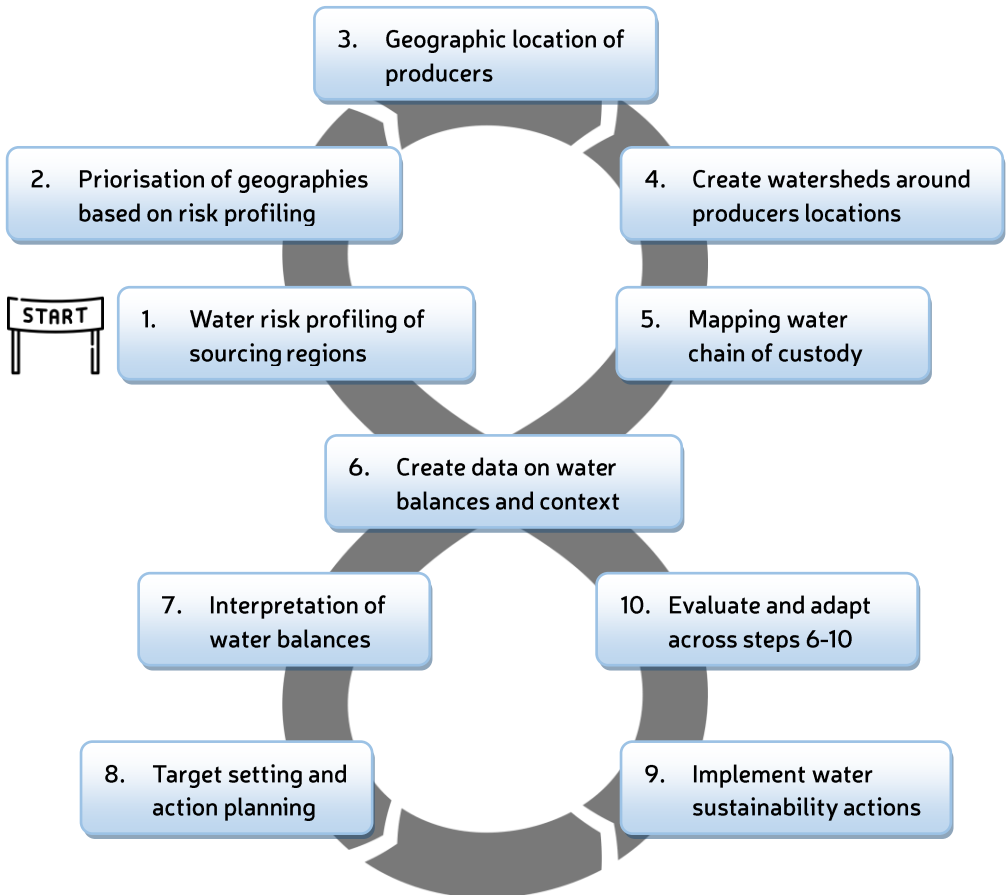 START
1. Water risk profiling of
sourcing regions
2. Priorisation of geographies
based on risk profiling
3. Geographic location of
producers
4. Create watersheds around
producers locations
5. Mapping water
chain of custody
6. Create data on water
balances and context
7. Interpretation of
water balances
8. Target setting and
action planning
9. Implement water
sustainability actions
10. Evaluate and adapt
across steps 6-10